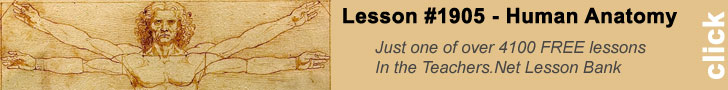 Lesson #1905 - Human Anatomy
Just one of over 4100 FREE lessons
In the Teachers.Net Lesson Bank
click